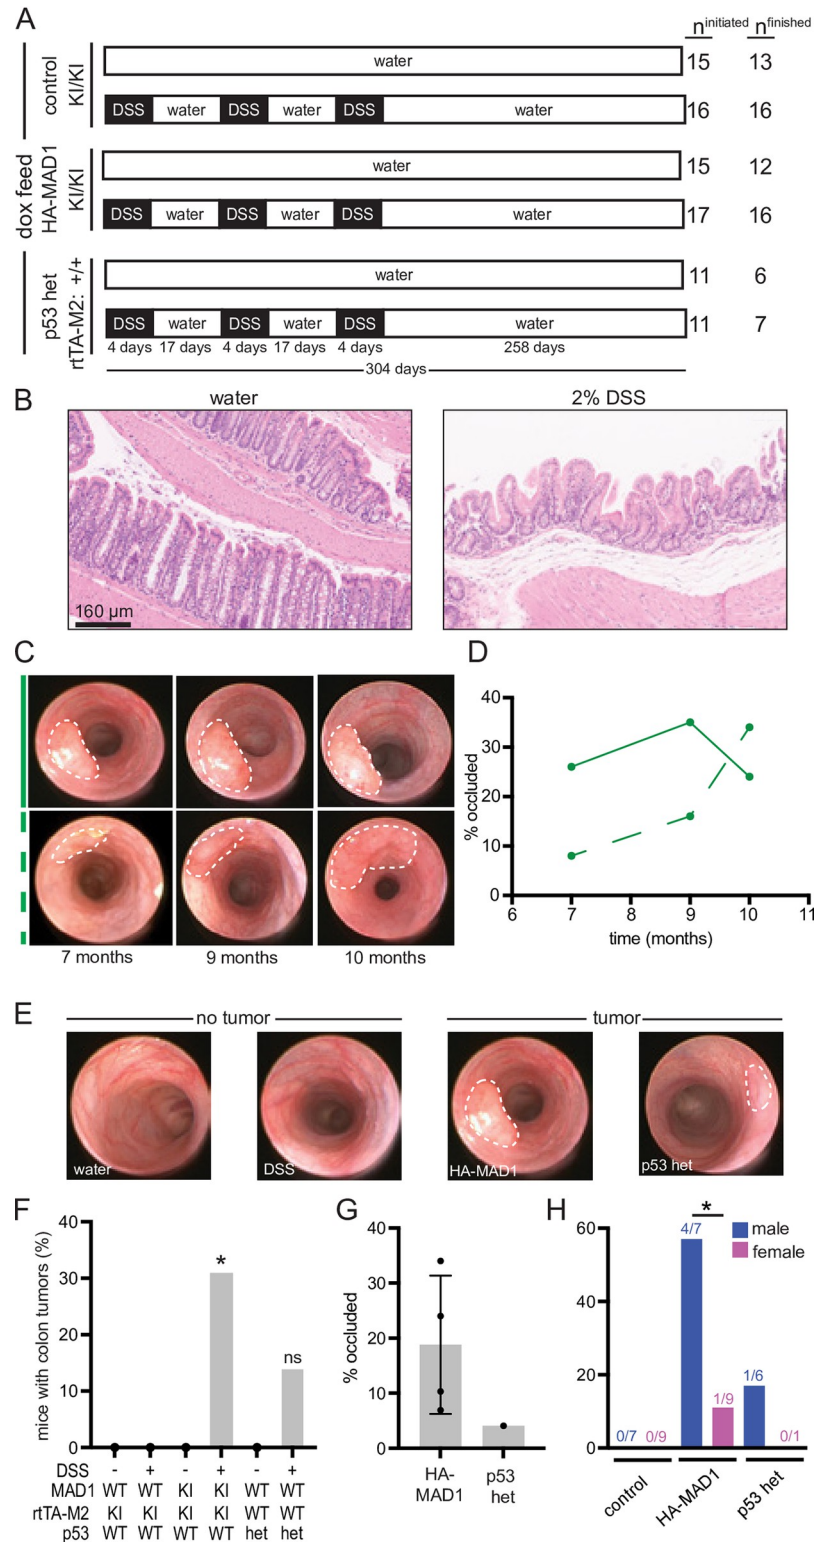 A
n initiated n finished
control
KI/KI
water 15 13
DSS water DSS water DSS water 16 16
dox feed
HA-MAD1
KI/KI
water 15 12
DSS water DSS water DSS water 17 16
p53 het
rtTA-M2: +/+
water 11 6
DSS water DSS water DSS water 11 7
4 days 17 days 4 days 17 days 4 days 258 days
304 days
B
water 2% DSS
160 µm
C
7 months 9 months 10 months
D
% occluded
40
30
20
10
0
6 7 8 9 10 11
time (months)
E
no tumor tumor
water DSS HA-MAD1 p53 het
F
mice with colon tumors (%)
40
30
20
10
0
* ns
DSS - + - + - +
MAD1 WT WT KI KI WT WT
rtTA-M2 KI KI KI KI WT WT
p53 WT WT WT WT het het
G
% occluded
40
30
20
10
0
HA-
MAD1
p53
het
H
60
40
20
0
*
male
female
0/7 0/9 4/7 1/9 1/6 0/1
control HA-MAD1 p53 het